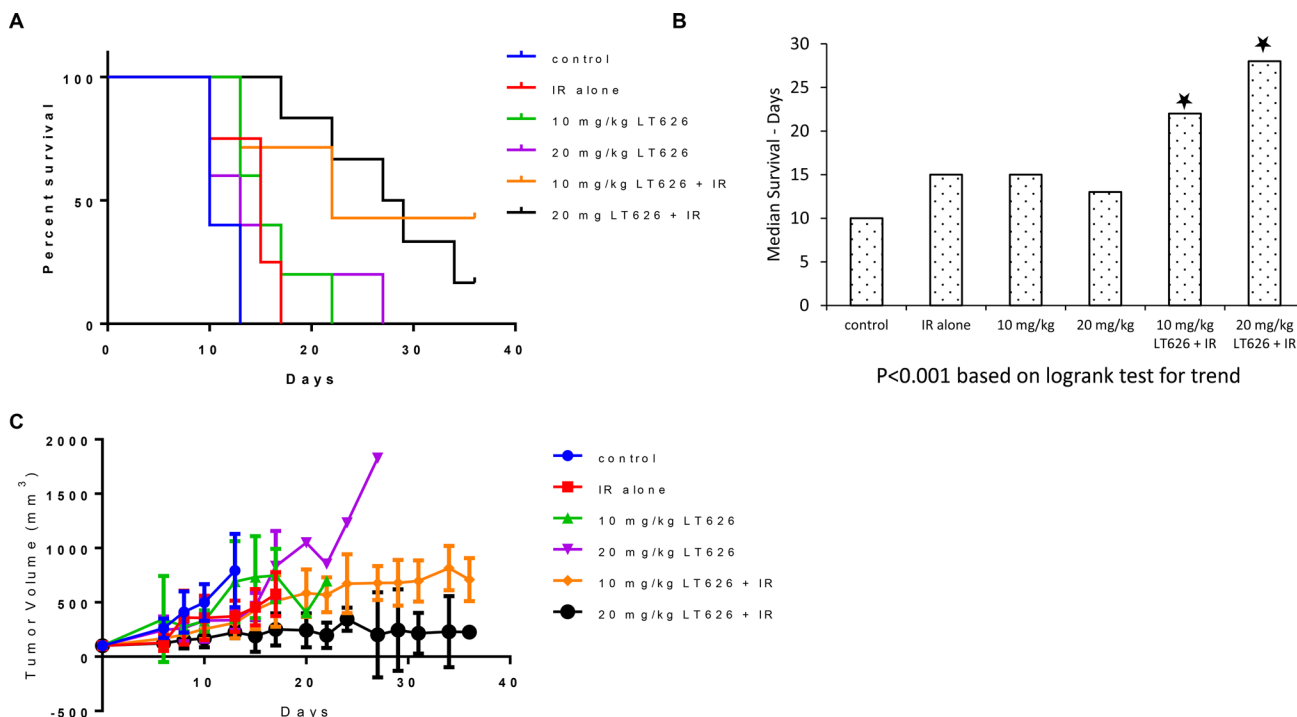 A
control
IR alone
10 mg/kg LT626
20 mg/kg LT626
10 mg/kg LT626 + IR
20 mg LT626 + IR
Percent survival
100
50
0
0 10 20 30 40
Days
B
Median Survival - Days
30
25
20
15
10
5
0
control IR alone 10 mg/kg 20 mg/kg 10 mg/kg 20 mg/kg
LT626 + IR LT626 + IR
P<0.001 based on logrank test for trend
C
Tumor Volume (mm³)
2000
1500
1000
500
0
-500
10 20 30 40
Days
control
IR alone
10 mg/kg LT626
20 mg/kg LT626
10 mg/kg LT626 + IR
20 mg/kg LT626 + IR